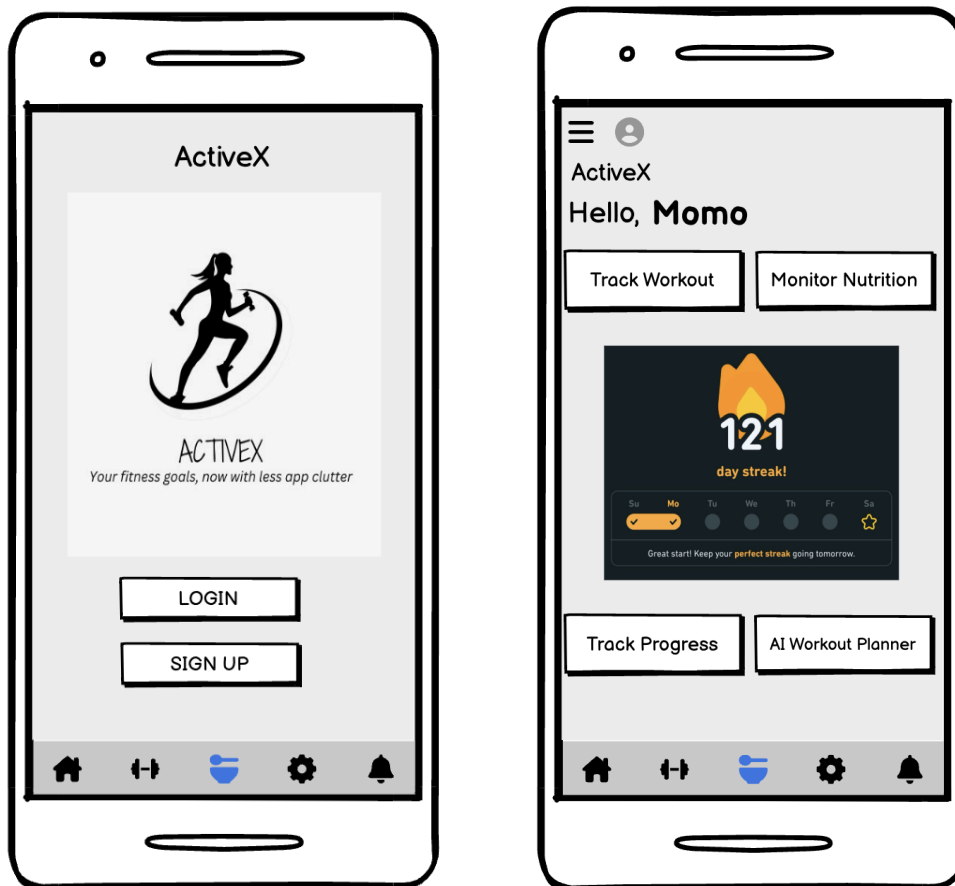 ActiveX
ACTIVEX
Your fitness goals, now with less app clutter
LOGIN
SIGN UP
ActiveX
Hello, Momo
Track Workout
Monitor Nutrition
121
day streak!
Su Mo Tu We Th Fr Sa
Great start! Keep your perfect streak going tomorrow.
Track Progress
AI Workout Planner